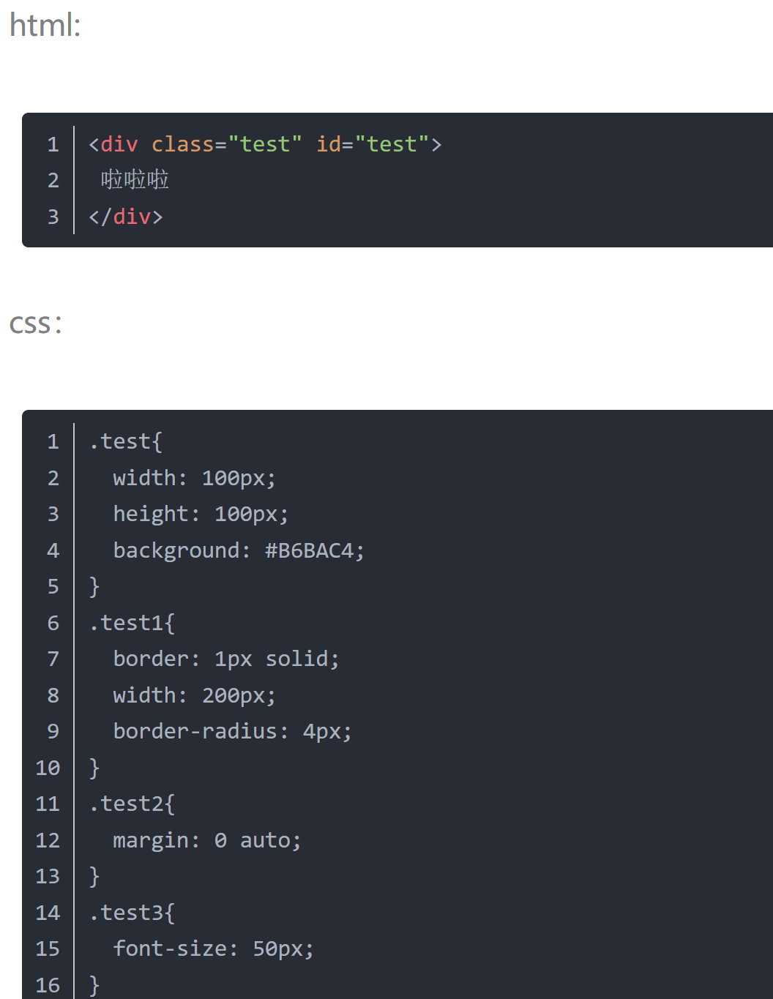 html:
1 <div class="test" id="test">
2  啦啦啦
3 </div>
css：
1 .test{
2   width: 100px;
3   height: 100px;
4   background: #B6BAC4;
5 }
6 .test1{
7   border: 1px solid;
8   width: 200px;
9   border-radius: 4px;
10 }
11 .test2{
12   margin: 0 auto;
13 }
14 .test3{
15   font-size: 50px;
16 }